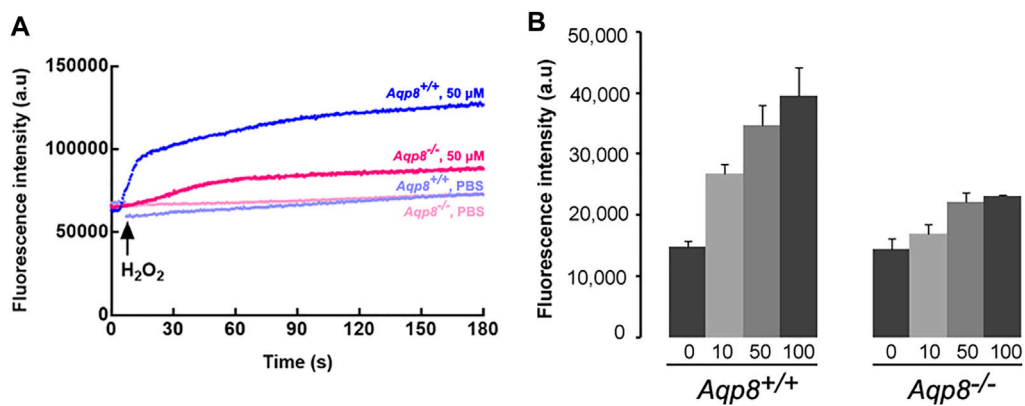 A
Fluorescence intensity (a.u)
150000
100000
50000
0
Aqp8+/+, 50 µM
Aqp8-/-, 50 µM
Aqp8+/+, PBS
Aqp8-/-, PBS
H₂O₂
0 30 60 90 120 150 180
Time (s)
B
Fluorescence intensity (a.u)
50,000
40,000
30,000
20,000
10,000
0
0 10 50 100 0 10 50 100
Aqp8+/+ Aqp8-/-